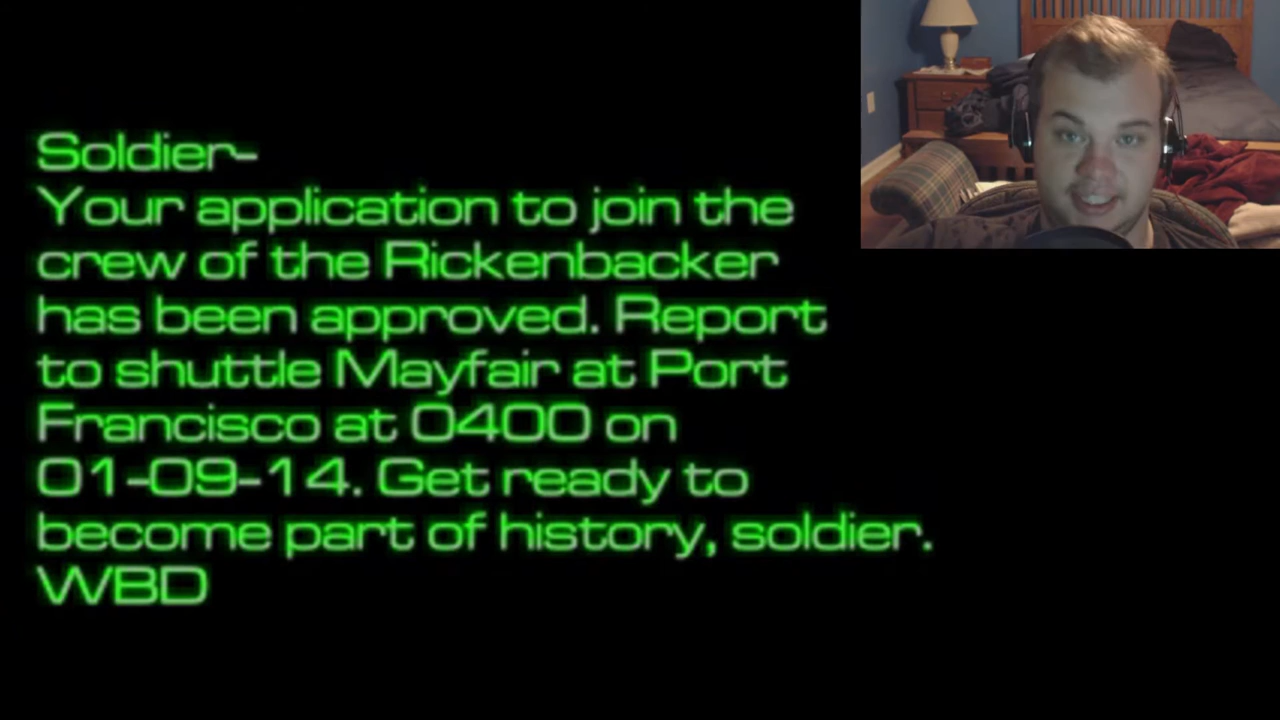 Soldier-
Your application to join the
crew of the Rickenbacker
has been approved. Report
to shuttle Mayfair at Port
Francisco at 0400 on
01-09-14. Get ready to
become part of history, soldier.
WBD